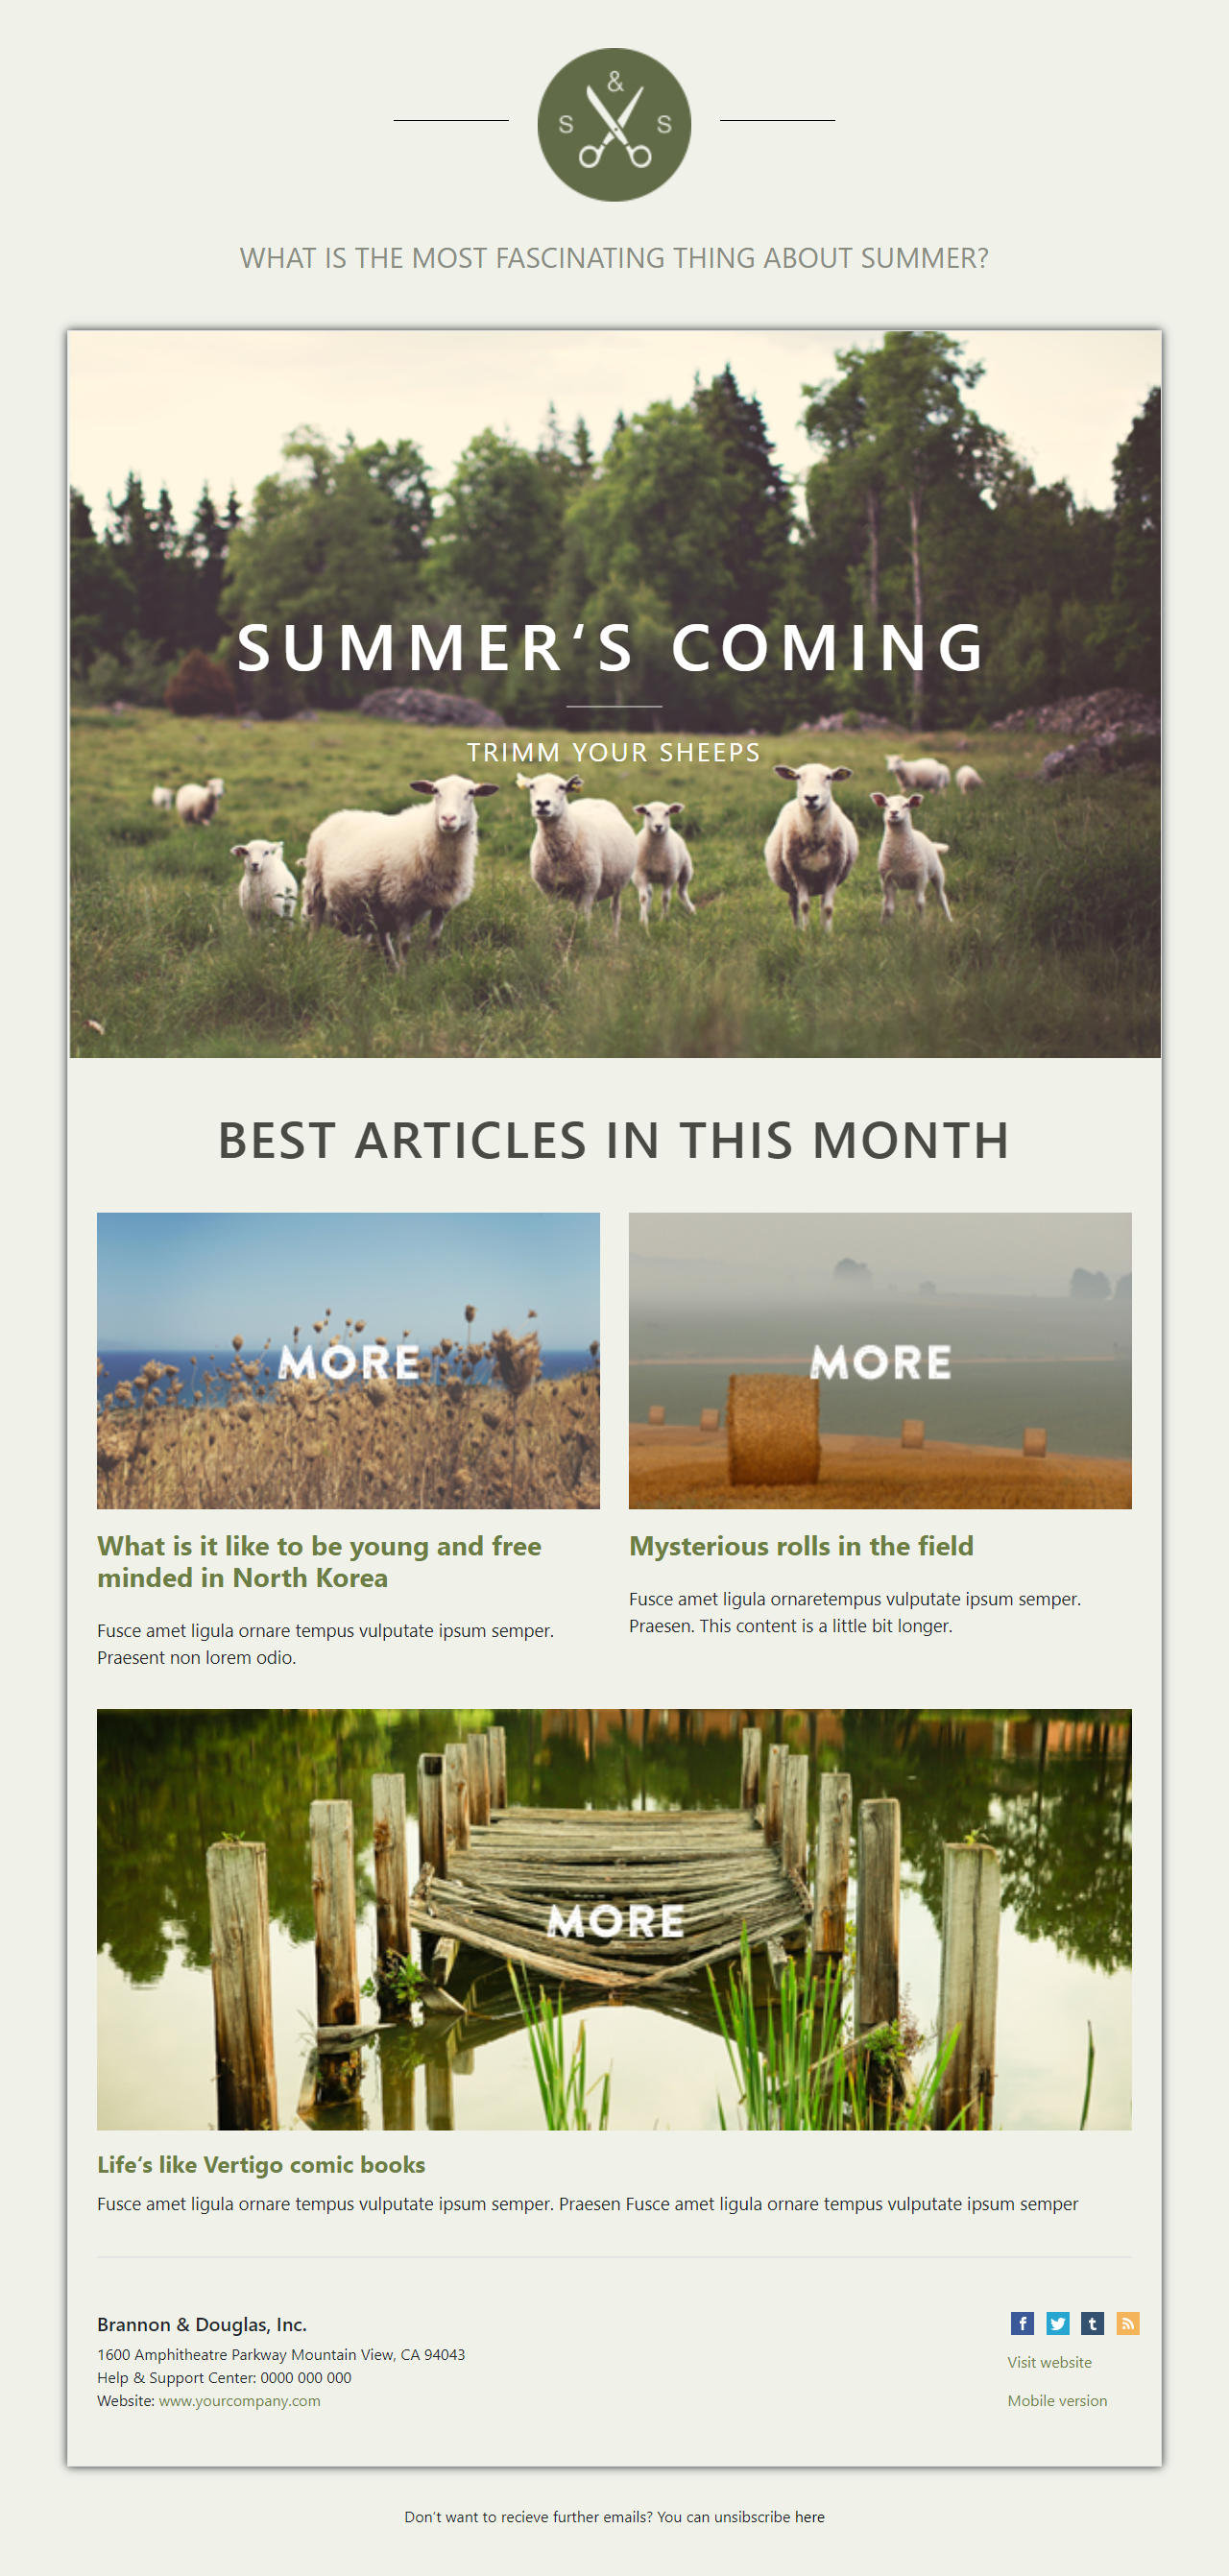 &
S S
WHAT IS THE MOST FASCINATING THING ABOUT SUMMER?
SUMMER‘S COMING
TRIMM YOUR SHEEPS
BEST ARTICLES IN THIS MONTH
MORE
What is it like to be young and free
minded in North Korea
Fusce amet ligula ornare tempus vulputate ipsum semper.
Praesent non lorem odio.
MORE
Mysterious rolls in the field
Fusce amet ligula ornaretempus vulputate ipsum semper.
Praesen. This content is a little bit longer.
MORE
Life‘s like Vertigo comic books
Fusce amet ligula ornare tempus vulputate ipsum semper. Praesen Fusce amet ligula ornare tempus vulputate ipsum semper
Brannon & Douglas, Inc.
1600 Amphitheatre Parkway Mountain View, CA 94043
Help & Support Center: 0000 000 000
Website: www.yourcompany.com
f t
Visit website
Mobile version
Don‘t want to recieve further emails? You can unsibscribe here